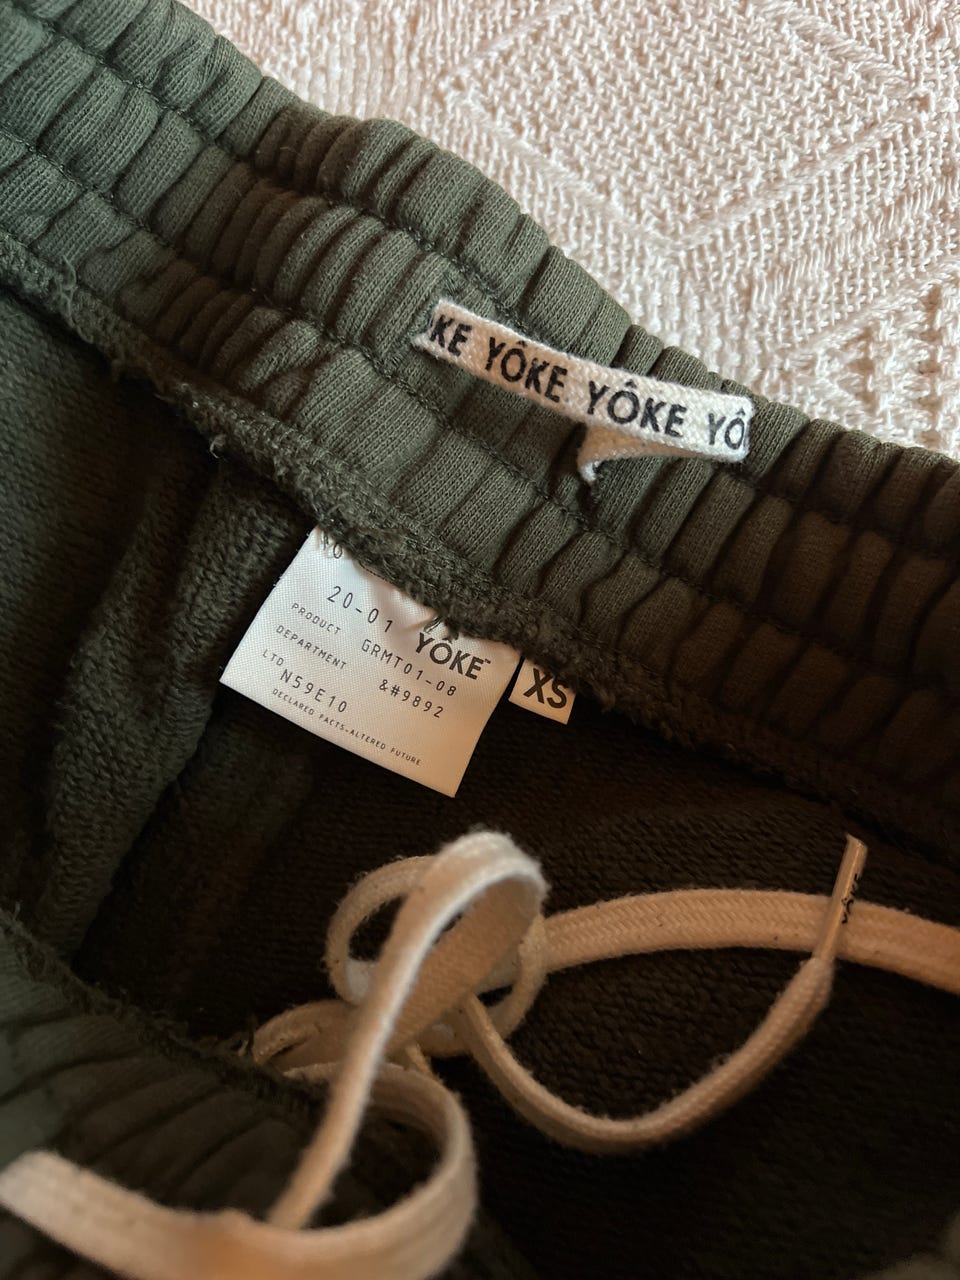 KE YÔKE YÔKE YÔ
20-01
YÔKE
PRODUCT GRMT01-08
DEPARTMENT &#9892
LTD N59E10
DECLARED FACTS-ALTERED FUTURE
XS